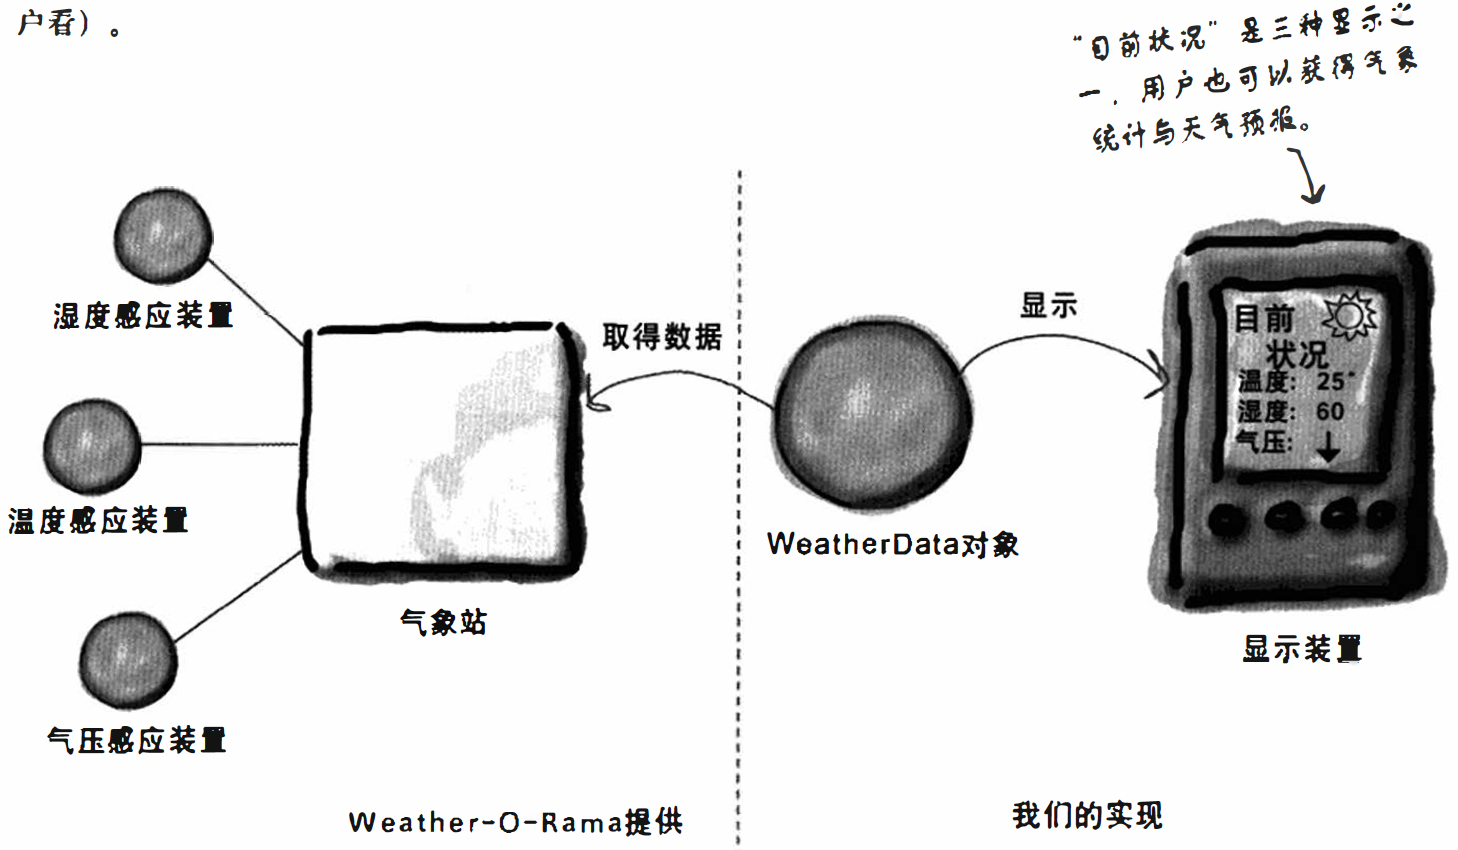 户看）。
“目前状况”是三种显示之
一，用户也可以获得气象
统计与天气预报。
湿度感应装置
温度感应装置
气压感应装置
气象站
取得数据
显示
WeatherData对象
目前
状况
温度: 25°
湿度: 60
气压:
显示装置
Weather-O-Rama提供
我们的实现